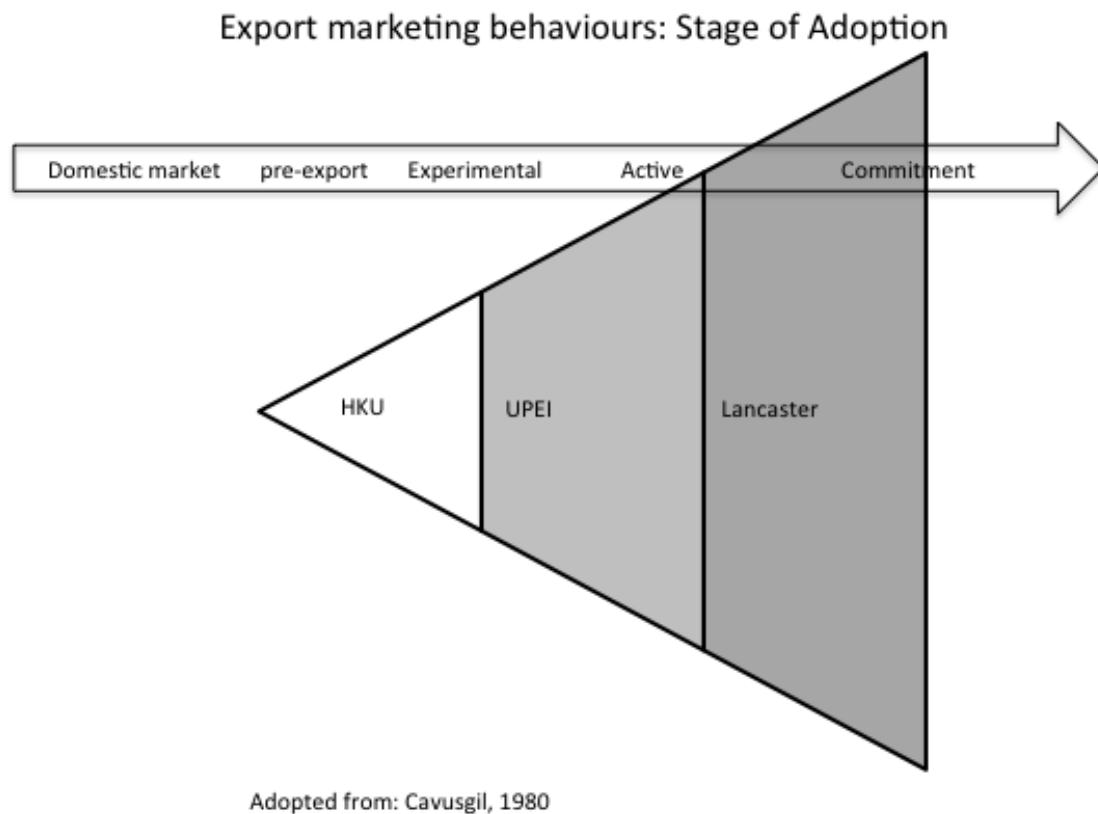 Export marketing behaviours: Stage of Adoption
Domestic market pre-export Experimental Active Commitment
HKU UPEI Lancaster
Adopted from: Cavusgil, 1980